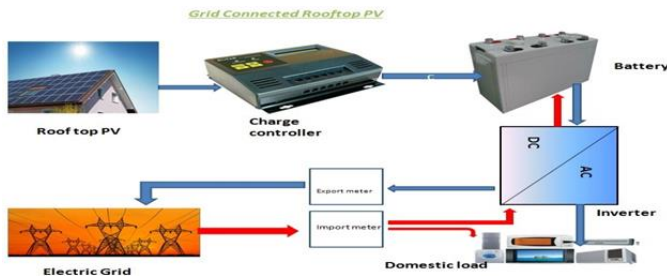 Grid Connected Rooftop PV
Roof top PV
Charge
controller
Battery
DC
AC
Inverter
Export meter
Import meter
Electric Grid
Domestic load